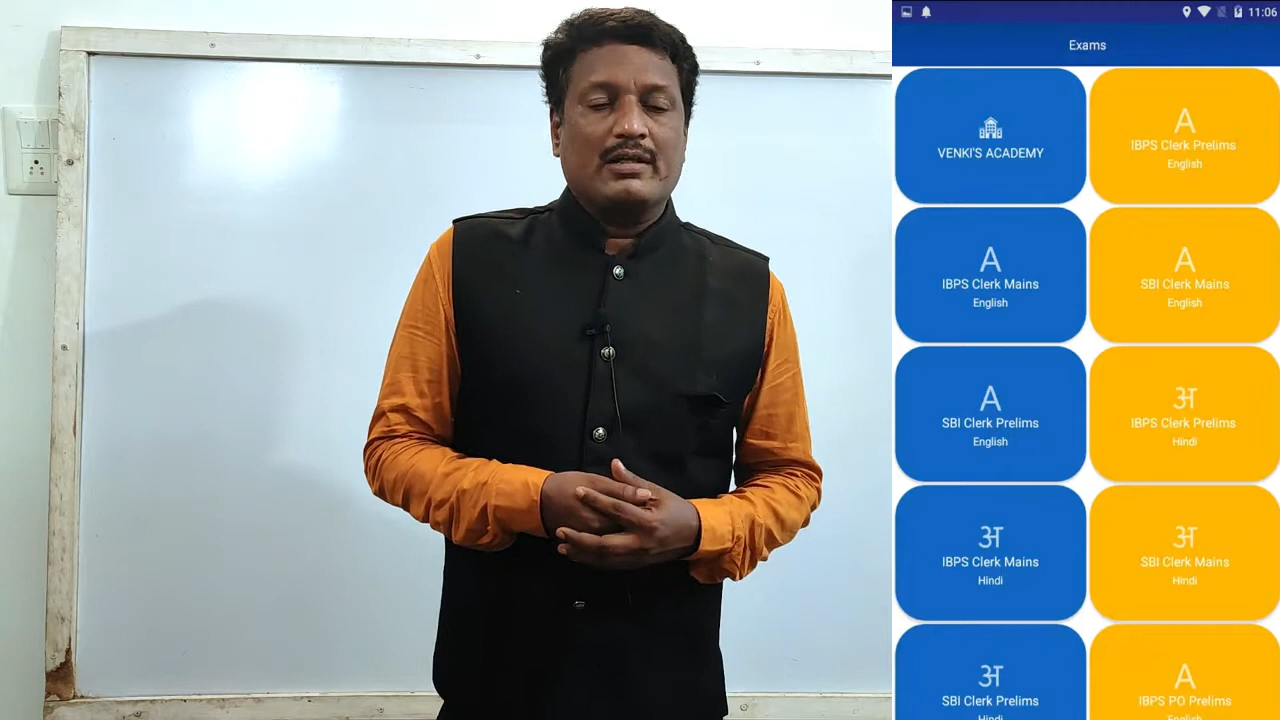 11:06
Exams
VENKI'S ACADEMY
A
IBPS Clerk Prelims
English
A
IBPS Clerk Mains
English
A
SBI Clerk Mains
English
A
SBI Clerk Prelims
English
अ
IBPS Clerk Prelims
Hindi
अ
IBPS Clerk Mains
Hindi
अ
SBI Clerk Mains
Hindi
अ
SBI Clerk Prelims
Hindi
A
IBPS PO Prelims
English